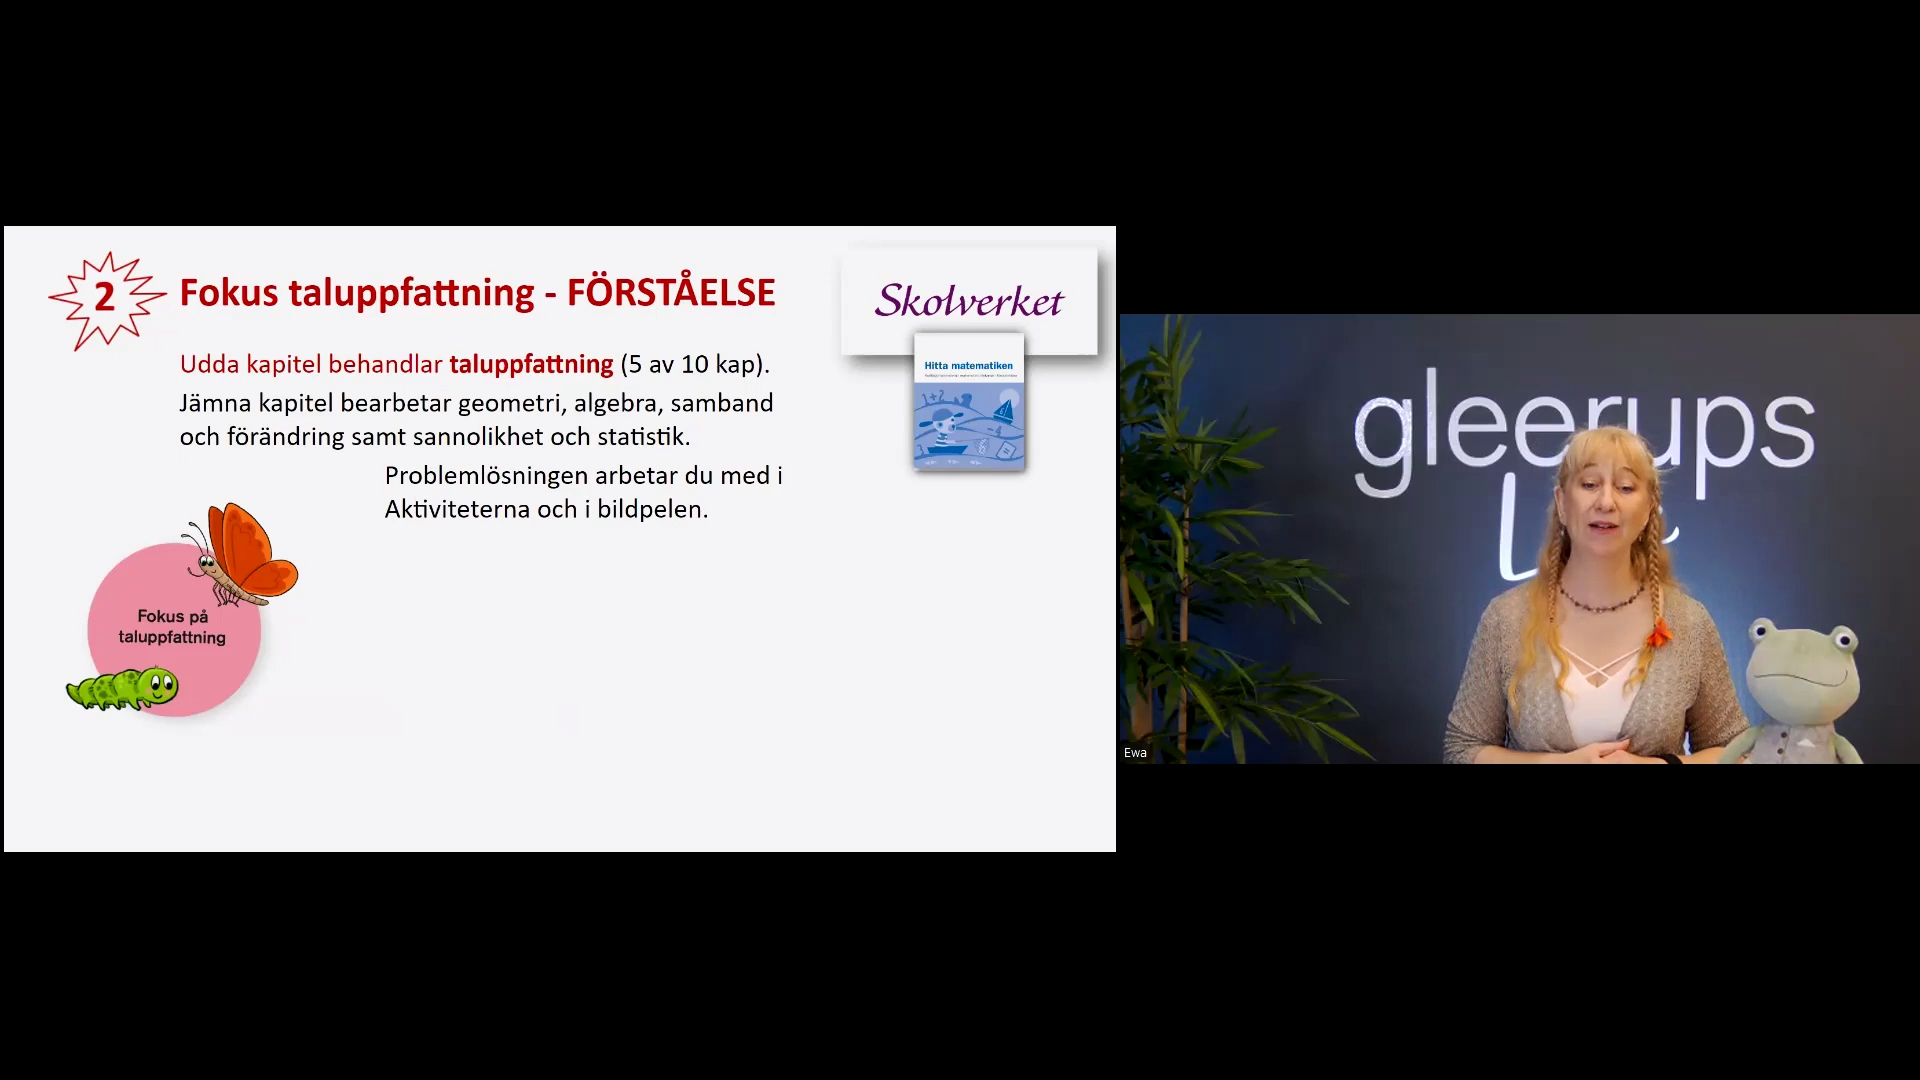 2
Fokus taluppfattning - FÖRSTÅELSE
Skolverket
Udda kapitel behandlar taluppfattning (5 av 10 kap).
Jämna kapitel bearbetar geometri, algebra, samband
och förändring samt sannolikhet och statistik.
Problemlösningen arbetar du med i
Aktiviteterna och i bildpelen.
Hitta matematiken
Fokus på
taluppfattning
gleerups
Ewa